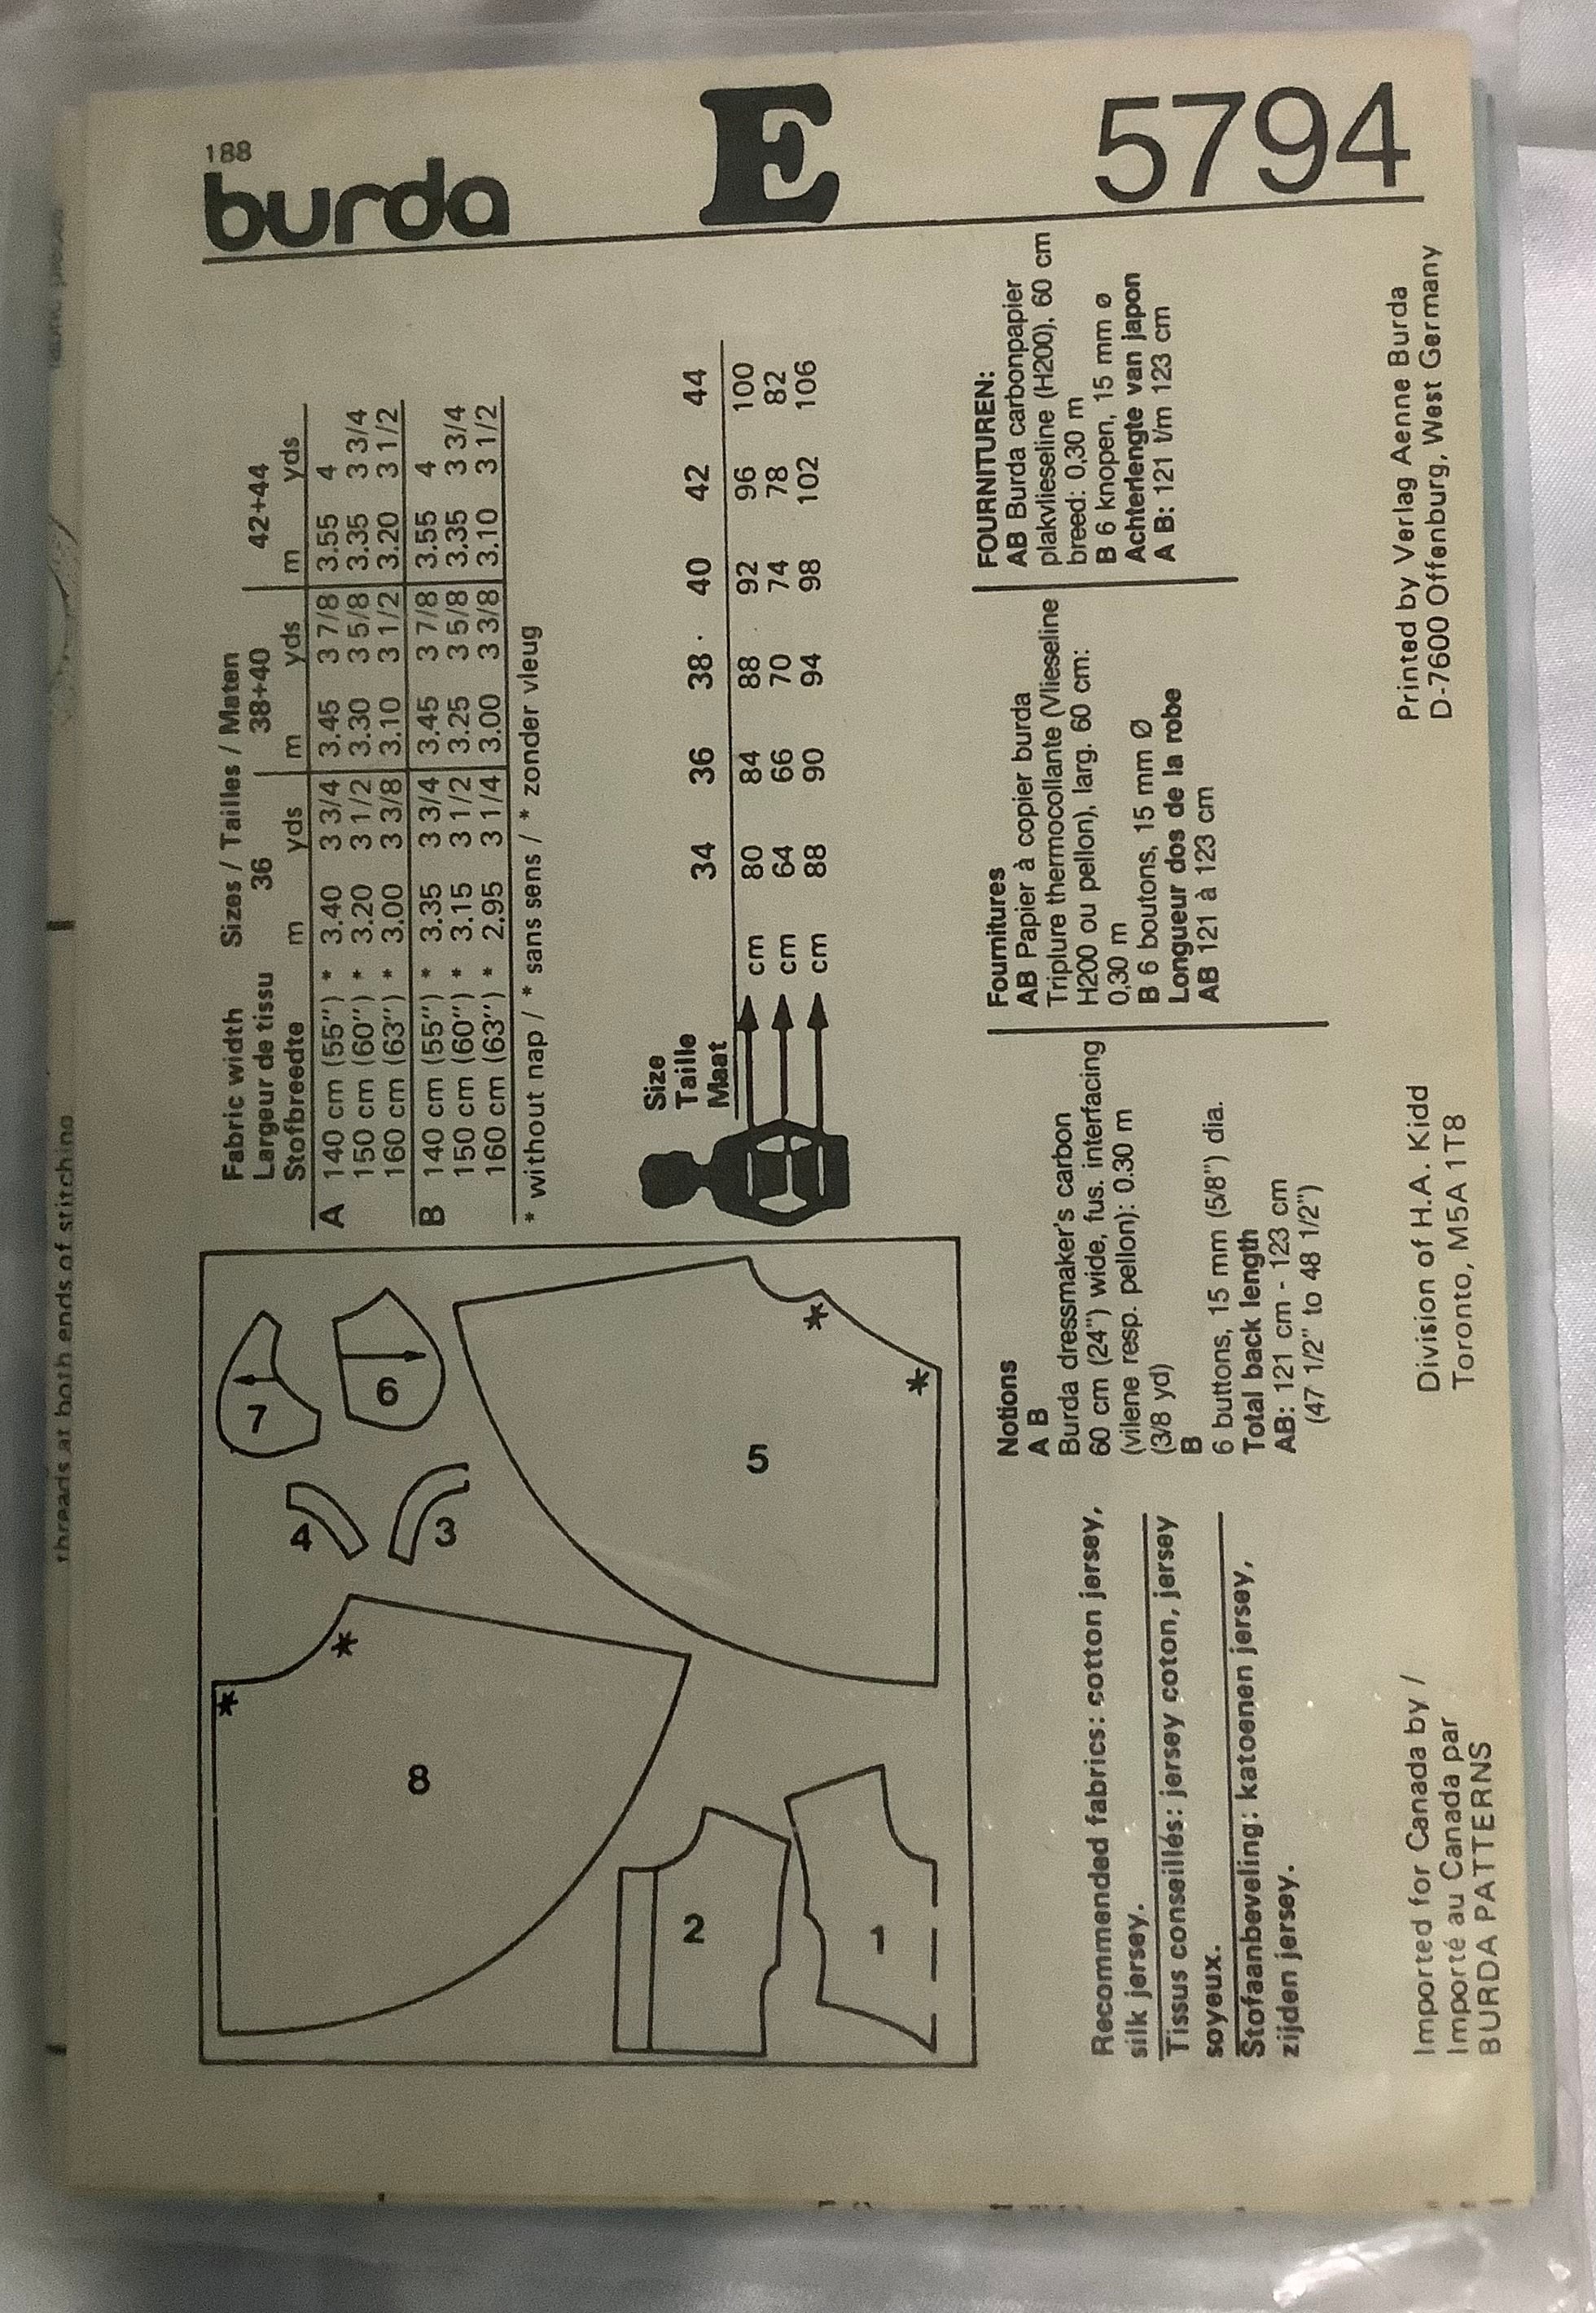 188
burda E 5794
Fabric width Sizes / Tailles / Maten
Largeur de tissu 36 38+40 42+44
Stofbreedte m yds m yds m yds
A 140 cm (55") * 3.40 3 3/4 3.45 3 7/8 3.55 4
150 cm (60") * 3.20 3 1/2 3.30 3 5/8 3.35 3 3/4
160 cm (63") * 3.00 3 3/8 3.10 3 1/2 3.20 3 1/2
B 140 cm (55") * 3.35 3 3/4 3.45 3 7/8 3.55 4
150 cm (60") * 3.15 3 1/2 3.25 3 5/8 3.35 3 3/4
160 cm (63") * 2.95 3 1/4 3.00 3 3/8 3.10 3 1/2
* without nap / * sans sens / * zonder vleug
Size
Taille
Maat
34 36 38 40 42 44
cm 80 84 88 92 96 100
cm 64 66 70 74 78 82
cm 88 90 94 98 102 106
7
6
4
3
5
8
2
1
Recommended fabrics: cotton jersey,
silk jersey.
Tissus conseillés: jersey coton, jersey
soyeux.
Stofaanbeveling: katoenen jersey,
zijden jersey.
Notions
A B
Burda dressmaker's carbon
60 cm (24") wide, fus. interfacing
(vilene resp. pellon): 0.30 m
(3/8 yd)
B
6 buttons, 15 mm (5/8") dia.
Total back length
AB: 121 cm - 123 cm
(47 1/2" to 48 1/2")
Fournitures
AB Papier à copier burda
Triplure thermocollante (Vlieseline
H200 ou pellon), larg. 60 cm:
0,30 m
B 6 boutons, 15 mm Ø
Longueur dos de la robe
AB 121 à 123 cm
FOURNITUREN:
AB Burda carbonpapier
plakvlieseline (H200), 60 cm
breed: 0,30 m
B 6 knopen, 15 mm ø
Achterlengte van japon
A B: 121 t/m 123 cm
Imported for Canada by /
Importé au Canada par
BURDA PATTERNS
Division of H.A. Kidd
Toronto, M5A 1T8
Printed by Verlag Aenne Burda
D-7600 Offenburg, West Germany
threads at both ends of stitching